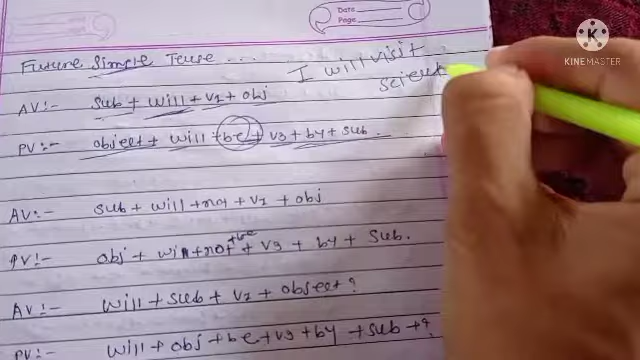 Date
Page
KINEMASTER
Future Simple Tense ...
I will visit
scient
AV:- sub + will + V1 + obj
PV:- object + will + be + V3 + by + sub.
AV:- sub + will + not + V1 + obj
PV:- obj + will + not + be + V3 + by + sub.
AV:- will + sub + V1 + object?
PV:- will + obj + be + V3 + by + sub + ?